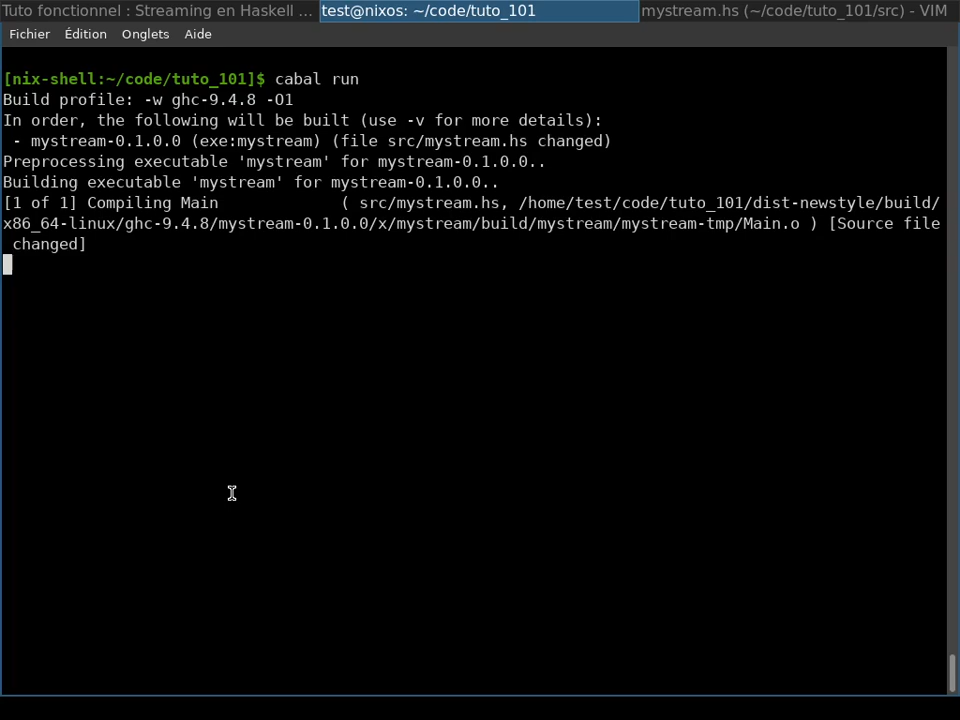 Tuto fonctionnel : Streaming en Haskell ... test@nixos: ~/code/tuto_101 mystream.hs (~/code/tuto_101/src) - VIM
Fichier Édition Onglets Aide
[nix-shell:~/code/tuto_101]$ cabal run
Build profile: -w ghc-9.4.8 -O1
In order, the following will be built (use -v for more details):
- mystream-0.1.0.0 (exe:mystream) (file src/mystream.hs changed)
Preprocessing executable 'mystream' for mystream-0.1.0.0..
Building executable 'mystream' for mystream-0.1.0.0..
[1 of 1] Compiling Main ( src/mystream.hs, /home/test/code/tuto_101/dist-newstyle/build/
x86_64-linux/ghc-9.4.8/mystream-0.1.0.0/x/mystream/build/mystream/mystream-tmp/Main.o ) [Source file
changed]